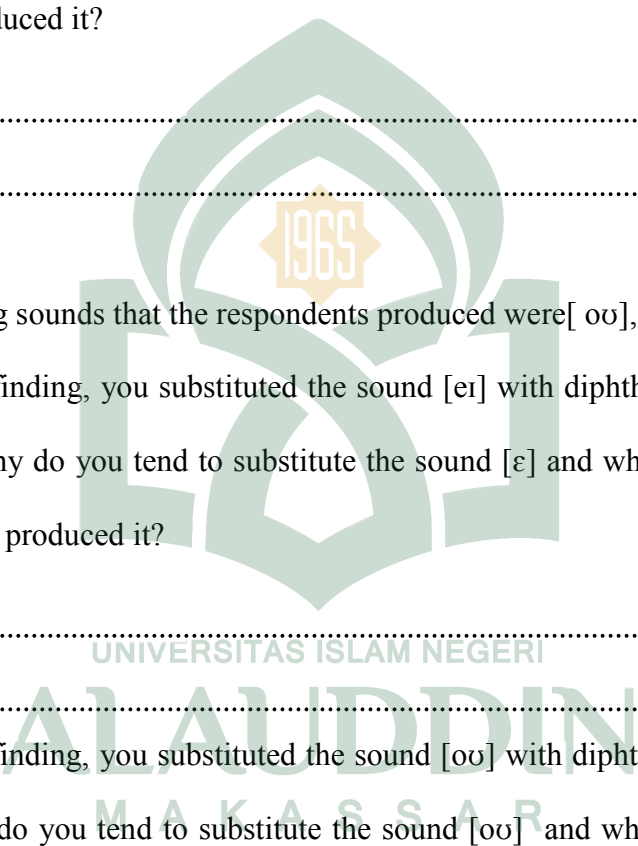 duced it?
................................................................................
................................................................................
1965
g sounds that the respondents produced were[ oʊ],
finding, you substituted the sound [eɪ] with diphth
do you tend to substitute the sound [ɛ] and wh
produced it?
................................................................................
UNIVERSITAS ISLAM NEGERI
................................................................................
ALAUDDIN
finding, you substituted the sound [oʊ] with dipht
MAKASSAR
do you tend to substitute the sound [oʊ] and wh